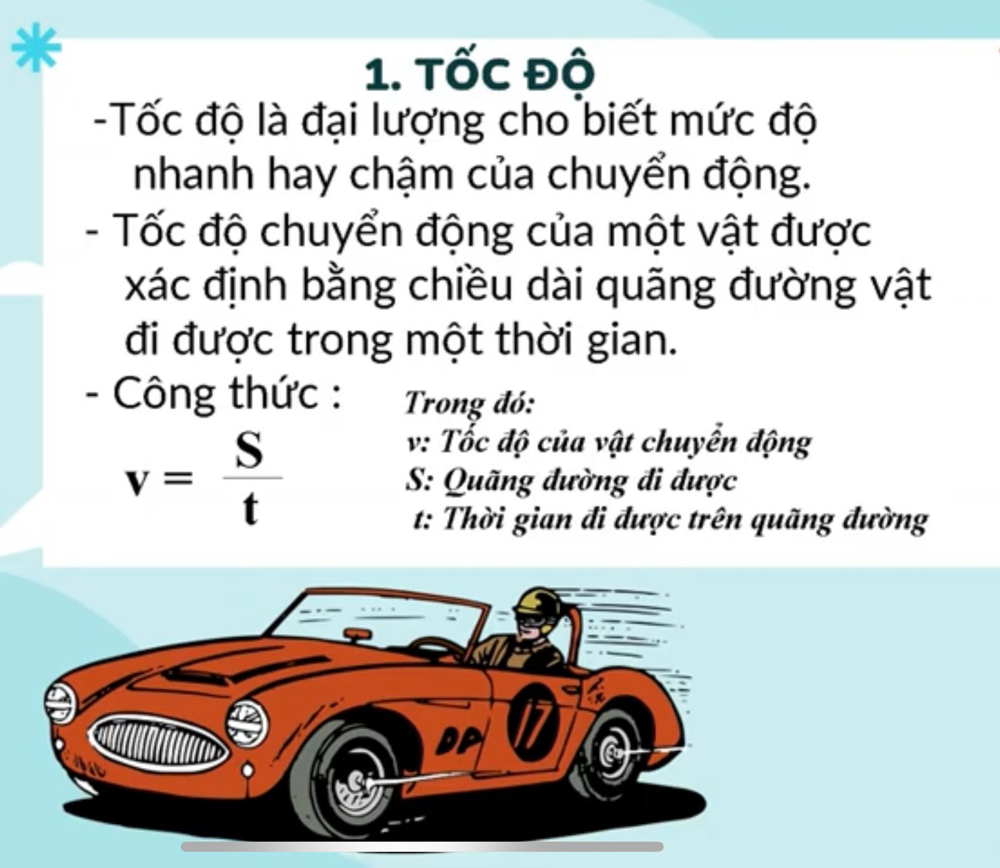 1. TỐC ĐỘ
-Tốc độ là đại lượng cho biết mức độ
nhanh hay chậm của chuyển động.
- Tốc độ chuyển động của một vật được
xác định bằng chiều dài quãng đường vật
đi được trong một thời gian.
- Công thức :
v = S/t
Trong đó:
v: Tốc độ của vật chuyển động
S: Quãng đường đi được
t: Thời gian đi được trên quãng đường
DA
17